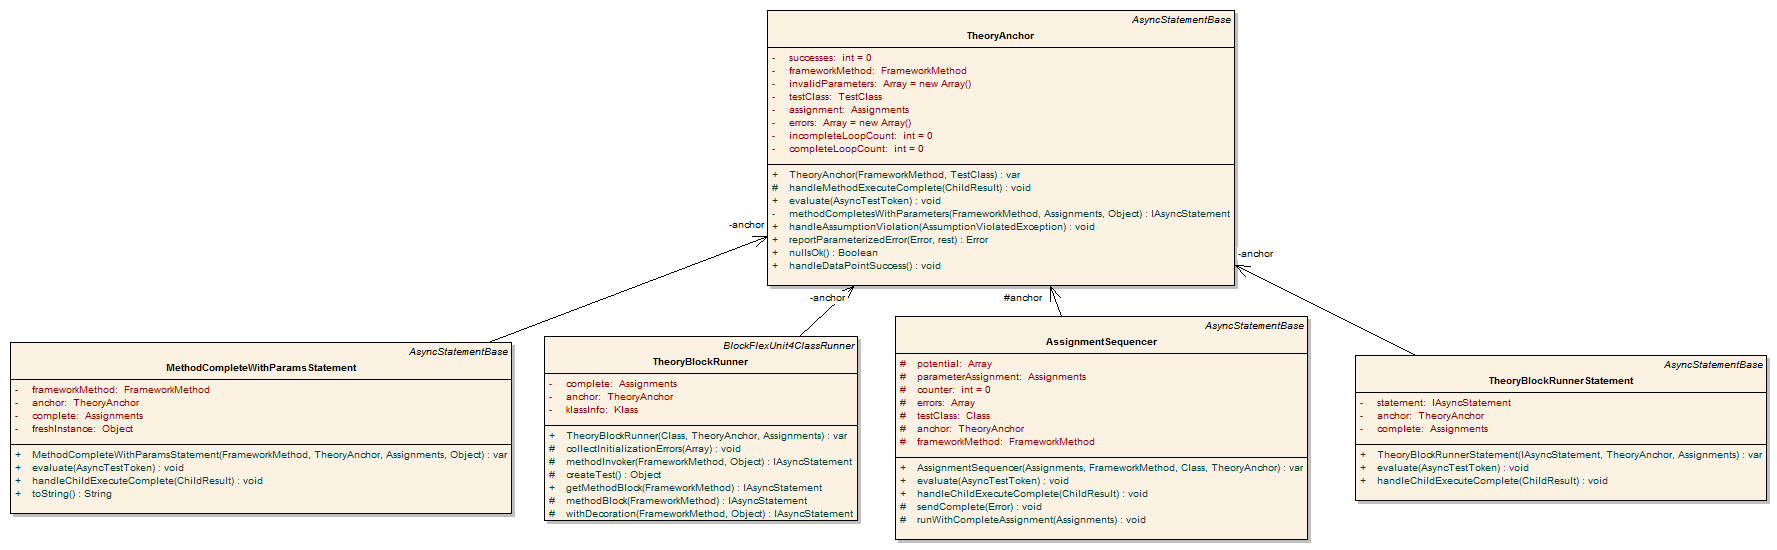 AsyncStatementBase
TheoryAnchor
- successes: int = 0
- frameworkMethod: FrameworkMethod
- invalidParameters: Array = new Array()
- testClass: TestClass
- assignment: Assignments
- errors: Array = new Array()
- incompleteLoopCount: int = 0
- completeLoopCount: int = 0
+ TheoryAnchor(FrameworkMethod, TestClass) : var
# handleMethodExecuteComplete(ChildResult) : void
+ evaluate(AsyncTestToken) : void
- methodCompletesWithParameters(FrameworkMethod, Assignments, Object) : IAsyncStatement
+ handleAssumptionViolation(AssumptionViolatedException) : void
+ reportParameterizedError(Error, rest) : Error
+ nullsOk() : Boolean
+ handleDataPointSuccess() : void
-anchor
-anchor
#anchor
-anchor
AsyncStatementBase
MethodCompleteWithParamsStatement
- frameworkMethod: FrameworkMethod
- anchor: TheoryAnchor
- complete: Assignments
- freshInstance: Object
+ MethodCompleteWithParamsStatement(FrameworkMethod, TheoryAnchor, Assignments, Object) : var
+ evaluate(AsyncTestToken) : void
+ handleChildExecuteComplete(ChildResult) : void
+ toString() : String
BlockFlexUnit4ClassRunner
TheoryBlockRunner
- complete: Assignments
- anchor: TheoryAnchor
- klassInfo: Klass
+ TheoryBlockRunner(Class, TheoryAnchor, Assignments) : var
# collectInitializationErrors(Array) : void
# methodInvoker(FrameworkMethod, Object) : IAsyncStatement
# createTest() : Object
+ getMethodBlock(FrameworkMethod) : IAsyncStatement
# methodBlock(FrameworkMethod) : IAsyncStatement
# withDecoration(FrameworkMethod, Object) : IAsyncStatement
AsyncStatementBase
AssignmentSequencer
# potential: Array
# parameterAssignment: Assignments
# counter: int = 0
# errors: Array
# testClass: Class
# anchor: TheoryAnchor
# frameworkMethod: FrameworkMethod
+ AssignmentSequencer(Assignments, FrameworkMethod, Class, TheoryAnchor) : var
+ evaluate(AsyncTestToken) : void
+ handleChildExecuteComplete(ChildResult) : void
# sendComplete(Error) : void
# runWithCompleteAssignment(Assignments) : void
AsyncStatementBase
TheoryBlockRunnerStatement
- statement: IAsyncStatement
- anchor: TheoryAnchor
- complete: Assignments
+ TheoryBlockRunnerStatement(IAsyncStatement, TheoryAnchor, Assignments) : var
+ evaluate(AsyncTestToken) : void
+ handleChildExecuteComplete(ChildResult) : void